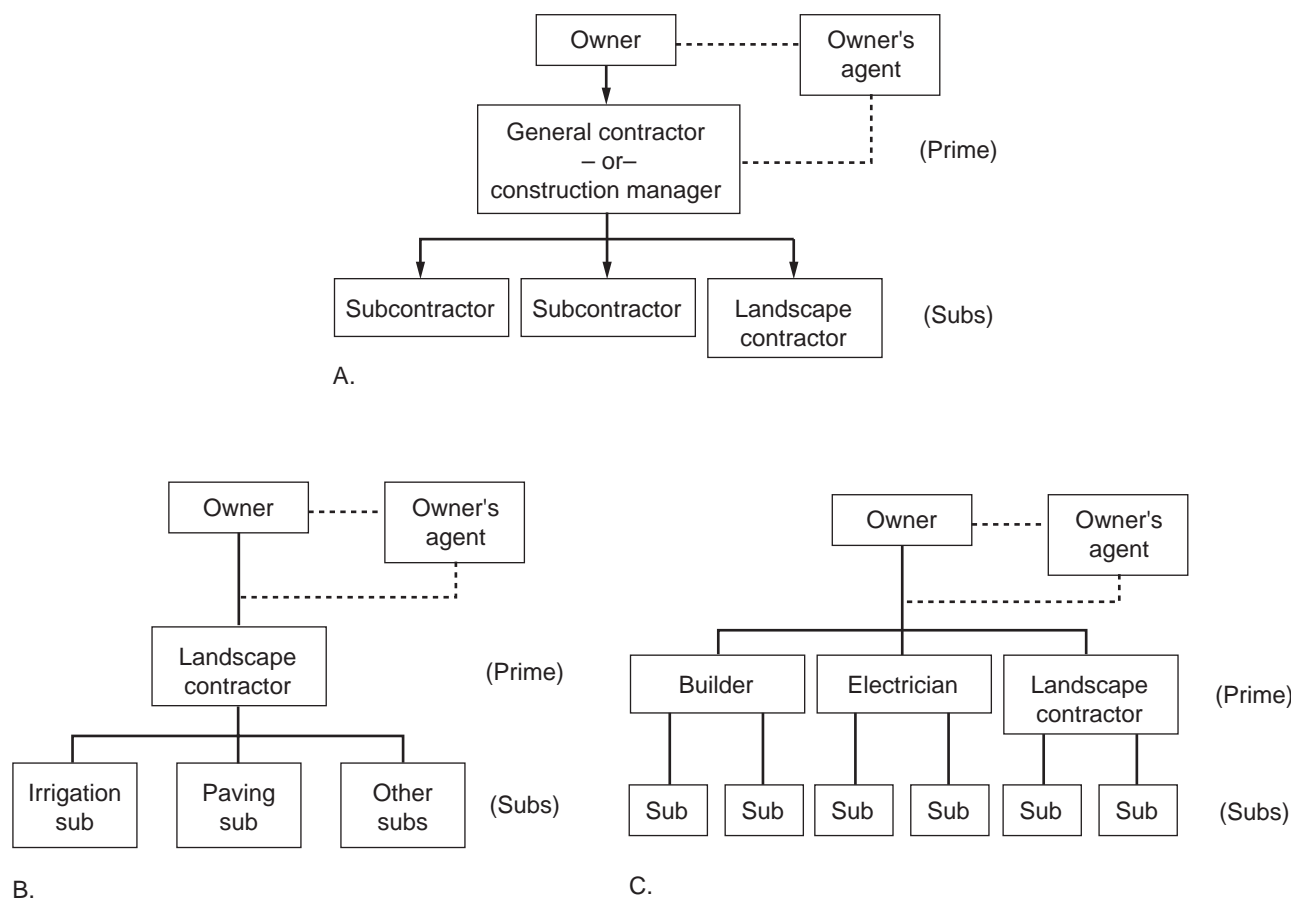 Owner
Owner's
agent
General contractor
– or–
construction manager
(Prime)
Subcontractor
Subcontractor
Landscape
contractor
(Subs)
A.
Owner
Owner's
agent
Landscape
contractor
(Prime)
Irrigation
sub
Paving
sub
Other
subs
(Subs)
B.
Owner
Owner's
agent
Builder
Electrician
Landscape
contractor
(Prime)
Sub
Sub
Sub
Sub
Sub
Sub
(Subs)
C.